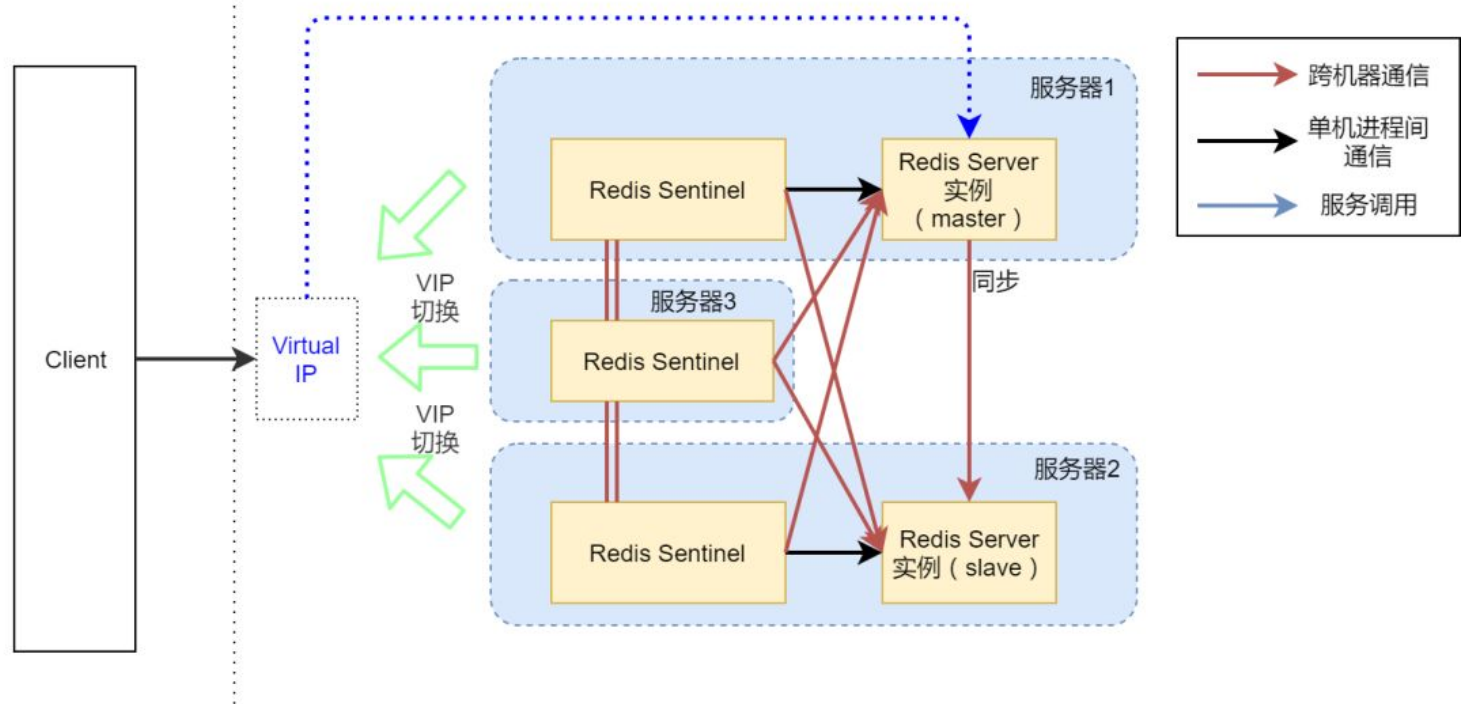 Client
Virtual
IP
VIP
切换
VIP
切换
服务器1
Redis Sentinel
Redis Server
实例
（master）
同步
服务器3
Redis Sentinel
服务器2
Redis Sentinel
Redis Server
实例（slave）
跨机器通信
单机进程间
通信
服务调用